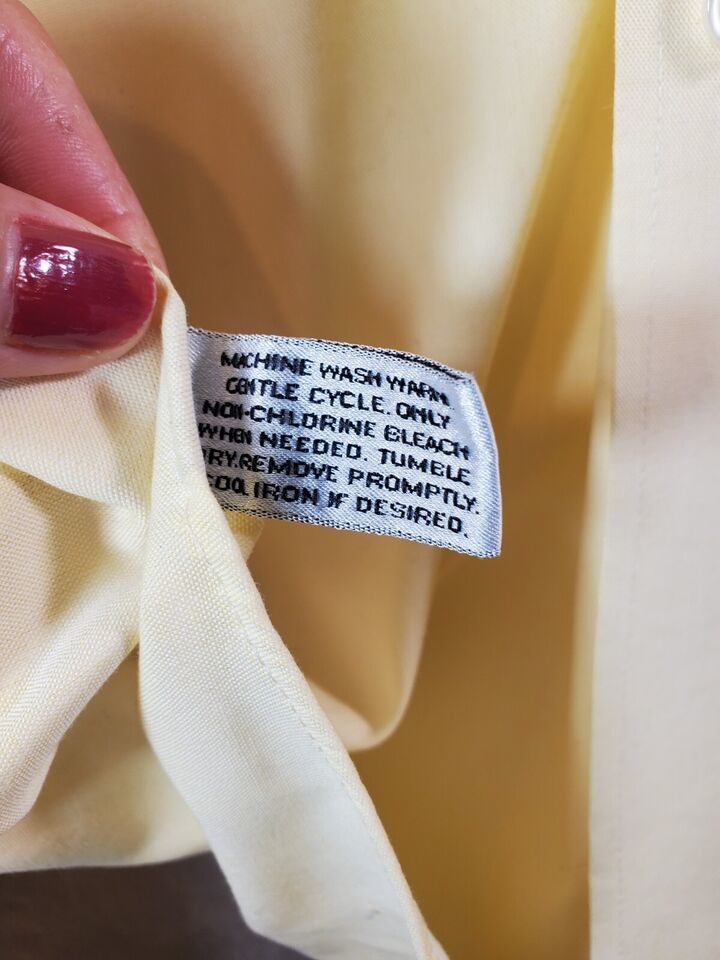 MACHINE WASH WARM.
GENTLE CYCLE. ONLY
NON-CHLORINE BLEACH
WHEN NEEDED. TUMBLE
DRY. REMOVE PROMPTLY.
COOL IRON IF DESIRED.